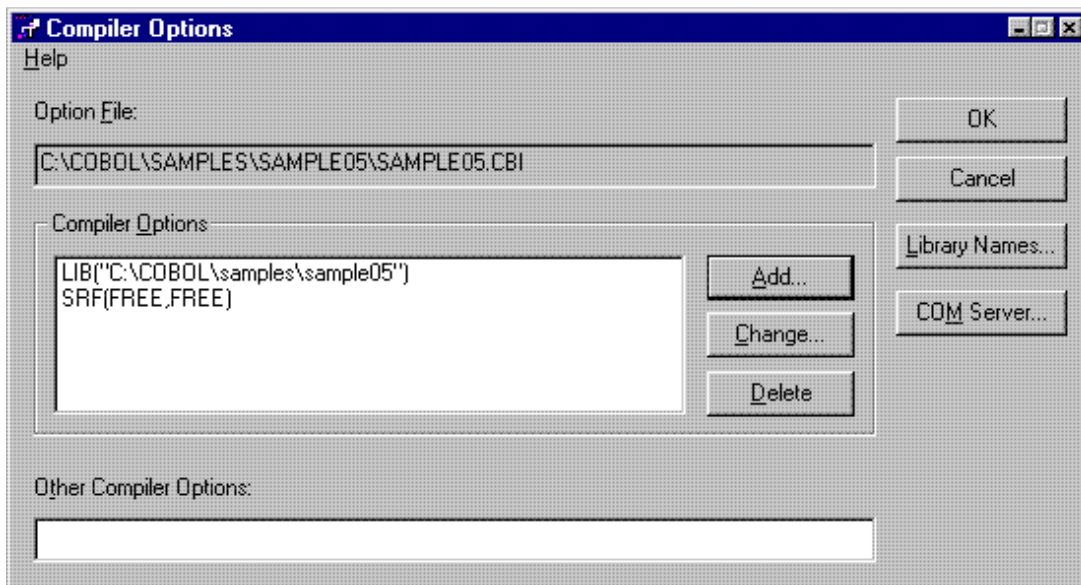 Compiler Options
Help
Option File:
OK
C:\COBOL\SAMPLES\SAMPLE05\SAMPLE05.CBI
Cancel
Compiler Options
Library Names...
LIB("C:\COBOL\samples\sample05")
Add...
SRF(FREE,FREE)
COM Server...
Change...
Delete
Other Compiler Options: